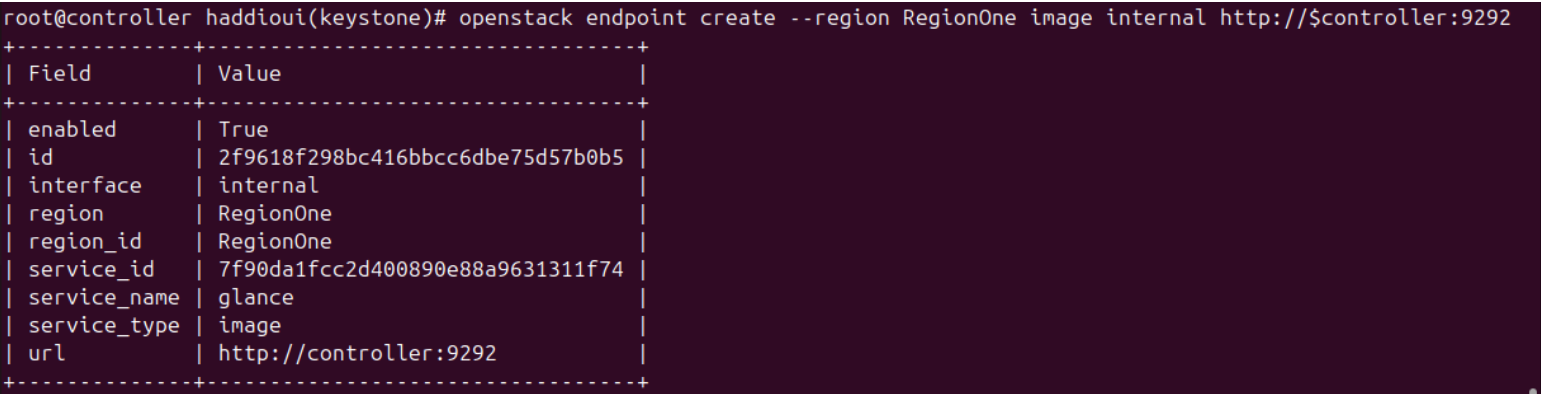 root@controller haddioui(keystone)# openstack endpoint create --region RegionOne image internal http://$controller:9292
+--------------+----------------------------------+
| Field        | Value                            |
+--------------+----------------------------------+
| enabled      | True                             |
| id           | 2f9618f298bc416bbcc6dbe75d57b0b5 |
| interface    | internal                         |
| region       | RegionOne                        |
| region_id    | RegionOne                        |
| service_id   | 7f90da1fcc2d400890e88a9631311f74 |
| service_name | glance                           |
| service_type | image                            |
| url          | http://controller:9292           |
+--------------+----------------------------------+